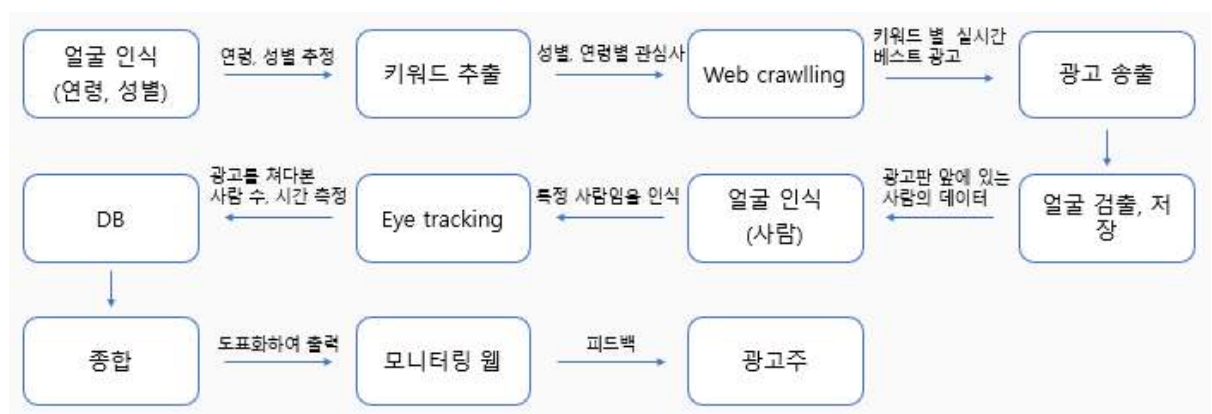 얼굴 인식
(연령, 성별)
연령, 성별 추정
키워드 추출
성별, 연령별 관심사
Web crawlling
키워드 별 실시간
베스트 광고
광고 송출
얼굴 검출, 저
장
광고판 앞에 있는
사람의 데이터
얼굴 인식
(사람)
특정 사람임을 인식
Eye tracking
광고를 쳐다본
사람 수, 시간 측정
DB
종합
도표화하여 출력
모니터링 웹
피드백
광고주